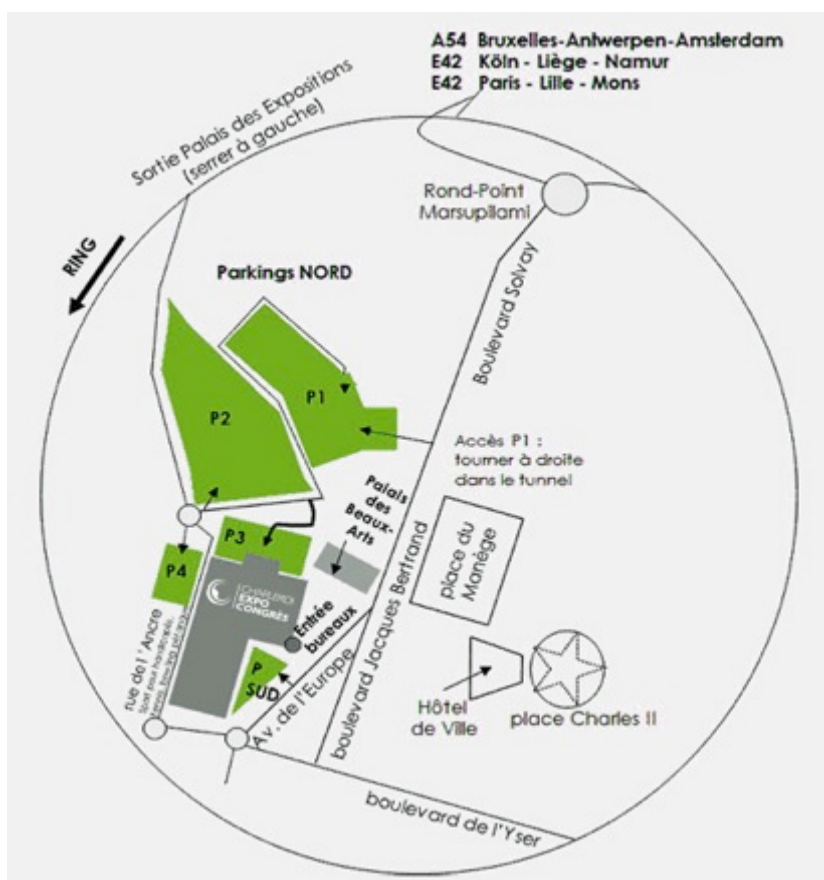 A54 Bruxelles-Antwerpen-Amsterdam
E42 Köln - Liège - Namur
E42 Paris - Lille - Mons
Sortie Palais des Expositions
(serrer à gauche)
Rond-Point
Marsupilami
RING
Parkings NORD
Boulevard Solvay
P1
P2
Accès P1 :
tourner à droite
dans le tunnel
Palais
des
Beaux-
Arts
place du
Manège
P3
P4
CHARLEROI
EXPO
CONGRÈS
boulevard Jacques Bertrand
Entrée
bureaux
rue de l'Ancre
Sport pour handicapés,
P
SUD
Av. de l'Europe
Hôtel
de Ville
place Charles II
boulevard de l'Yser